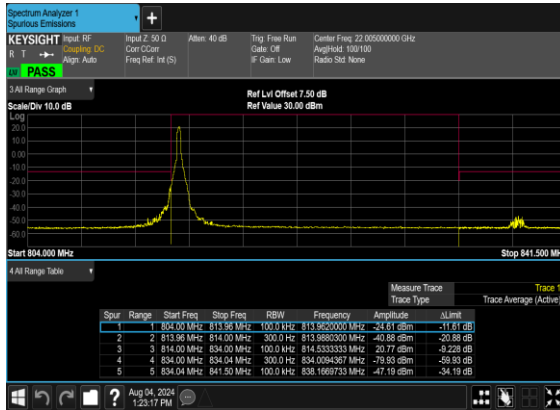 Spectrum Analyzer 1
Spurious Emissions
KEYSIGHT
R T
LV PASS
Input: RF
Coupling: DC
Align: Auto
Input Z: 50 Ω
Corr CCorr
Freq Ref: Int (S)
Atten: 40 dB
Trig: Free Run
Gate: Off
IF Gain: Low
Center Freq: 22.005000000 GHz
Avg|Hold: 100/100
Radio Std: None
3 All Range Graph
Scale/Div 10.0 dB
Ref Lvl Offset 7.50 dB
Ref Value 30.00 dBm
Log
20.0
10.0
0.00
-10.0
-20.0
-30.0
-40.0
-50.0
-60.0
Start 804.000 MHz
Stop 841.500 MH
4 All Range Table
Measure Trace Trace 1
Trace Type Trace Average (Active)
Spur Range Start Freq Stop Freq RBW Frequency Amplitude ΔLimit
1 1 804.00 MHz 813.96 MHz 100.0 kHz 813.9620000 MHz -24.61 dBm -11.61 dB
2 2 813.96 MHz 814.00 MHz 300.0 Hz 813.9880300 MHz -40.88 dBm -20.88 dB
3 3 814.00 MHz 834.00 MHz 100.0 kHz 814.5333333 MHz 20.77 dBm -9.228 dB
4 4 834.00 MHz 834.04 MHz 300.0 Hz 834.0094367 MHz -79.93 dBm -59.93 dB
5 5 834.04 MHz 841.50 MHz 100.0 kHz 838.1669733 MHz -47.19 dBm -34.19 dB
Aug 04, 2024
1:23:17 PM